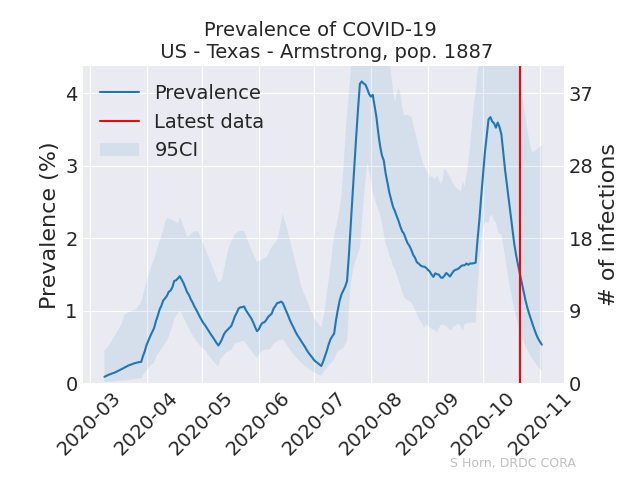 Prevalence of COVID-19
US - Texas - Armstrong, pop. 1887
Prevalence (%)
4
3
2
1
0
Prevalence
Latest data
95CI
37
28
18
9
0
# of infections
2020-03
2020-04
2020-05
2020-06
2020-07
2020-08
2020-09
2020-10
2020-11
S Horn, DRDC CORA